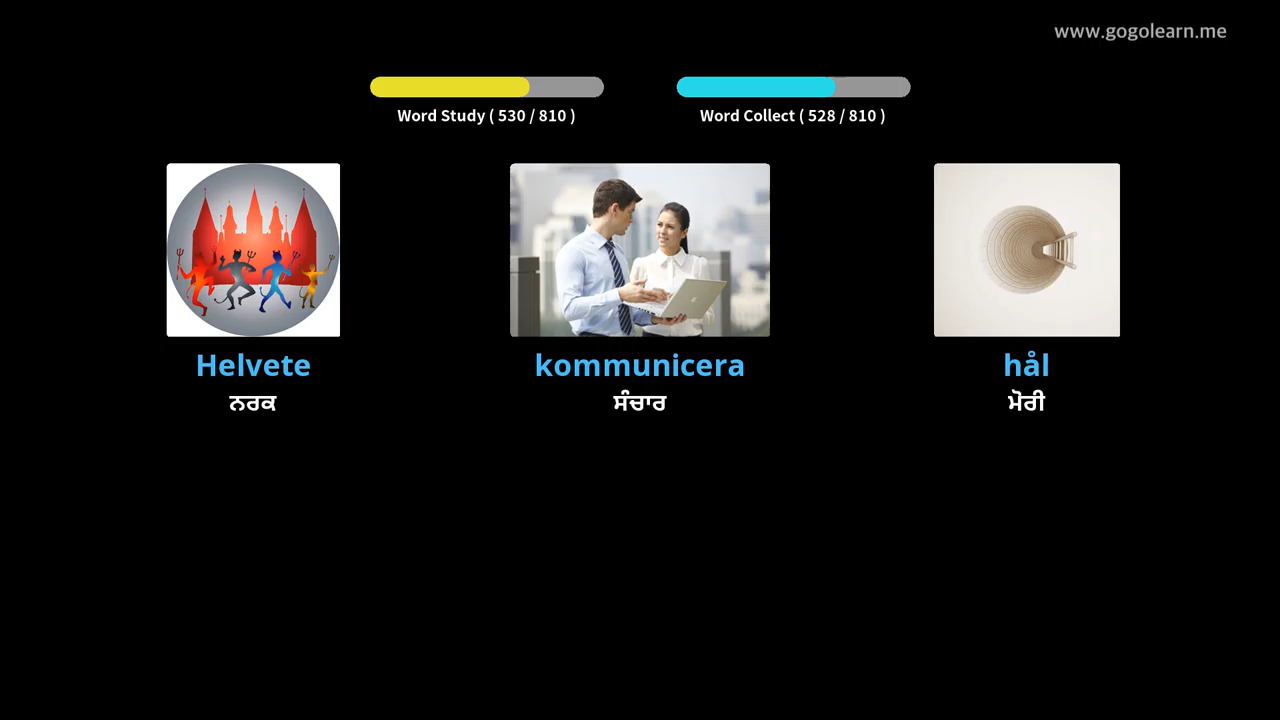 www.gogolearn.me
Word Study ( 530 / 810 )
Word Collect ( 528 / 810 )
Helvete
kommunicera
hål
ਨਰਕ
ਸੰਚਾਰ
ਮੋਰੀ